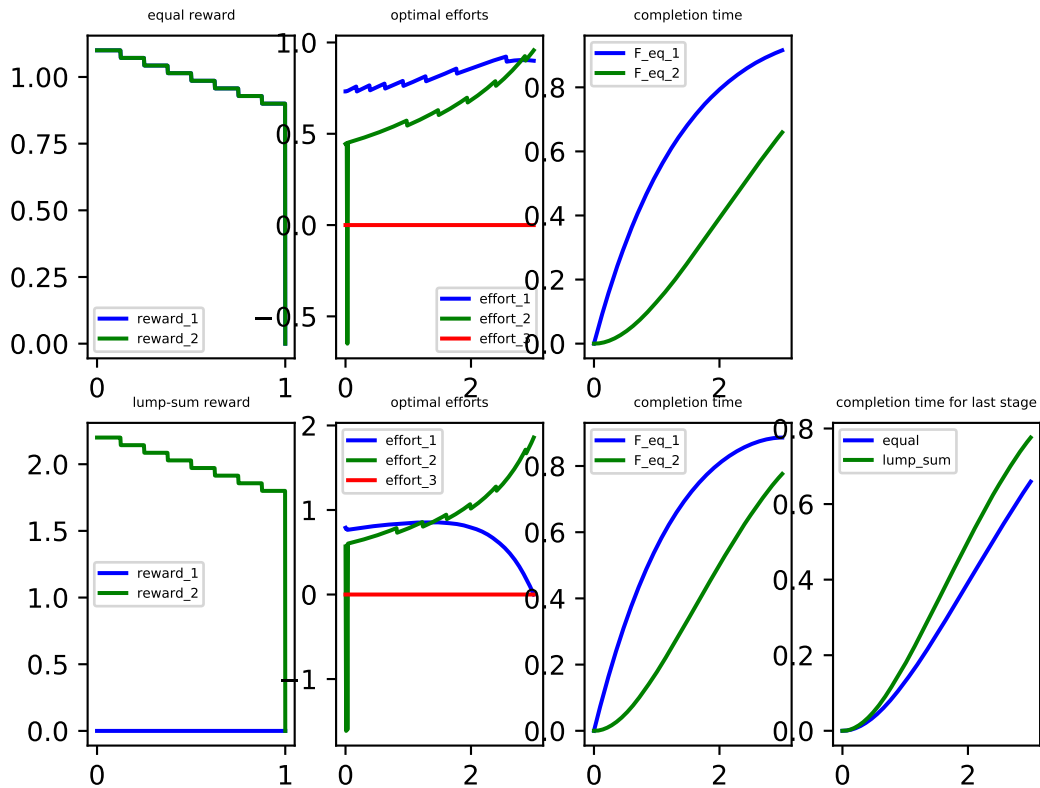 equal reward
optimal efforts
completion time
1.00
0.75
0.50
0.25
0.00
0
1
reward_1
reward_2
1.0
0.5
0.0
−0.5
0
2
effort_1
effort_2
effort_3
0.8
0.6
0.4
0.2
0.0
0
2
F_eq_1
F_eq_2
lump-sum reward
optimal efforts
completion time
completion time for last stage
2.0
1.5
1.0
0.5
0.0
0
1
reward_1
reward_2
2
1
0
−1
0
2
effort_1
effort_2
effort_3
0.8
0.6
0.4
0.2
0.0
0
2
F_eq_1
F_eq_2
0.8
0.6
0.4
0.2
0.0
0
2
equal
lump_sum